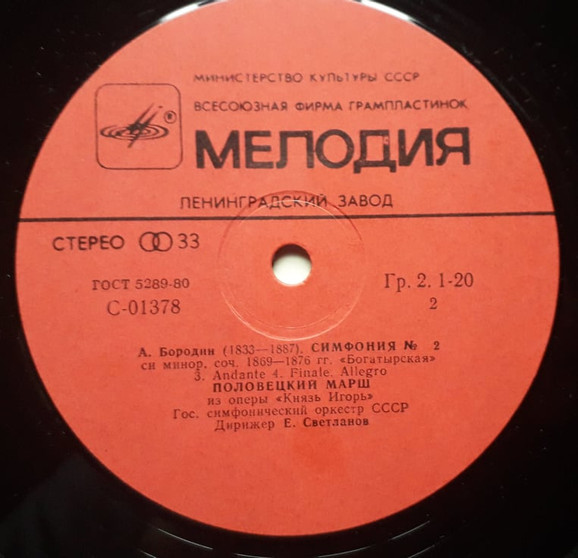 МИНИСТЕРСТВО КУЛЬТУРЫ СССР
ВСЕСОЮЗНАЯ ФИРМА ГРАМПЛАСТИНОК
®
МЕЛОДИЯ
ЛЕНИНГРАДСКИЙ ЗАВОД
СТЕРЕО 33
ГОСТ 5289-80
Гр. 2. 1-20
С-01378
2
А. Бородин (1833—1887). СИМФОНИЯ № 2
си минор, соч. 1869—1876 гг. «Богатырская»
3. Andante 4. Finale. Allegro
ПОЛОВЕЦКИЙ МАРШ
из оперы «Князь Игорь»
Гос. симфонический оркестр СССР
Дирижер Е. Светланов